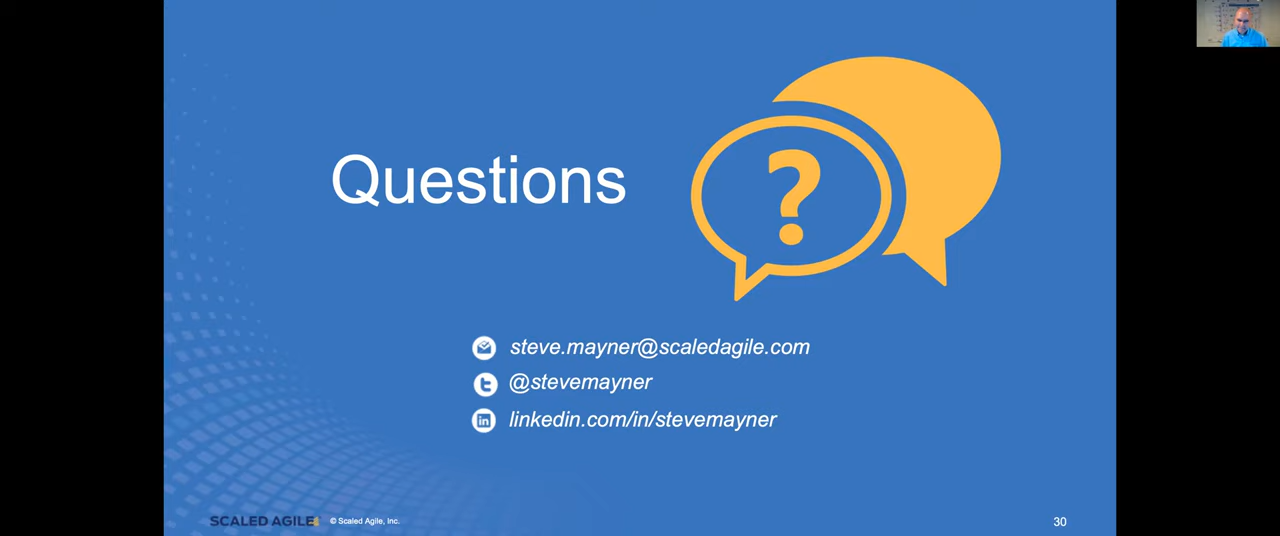 Questions
?
steve.mayner@scaledagile.com
@stevemayner
linkedin.com/in/stevemayner
SCALED AGILE
© Scaled Agile, Inc.
30